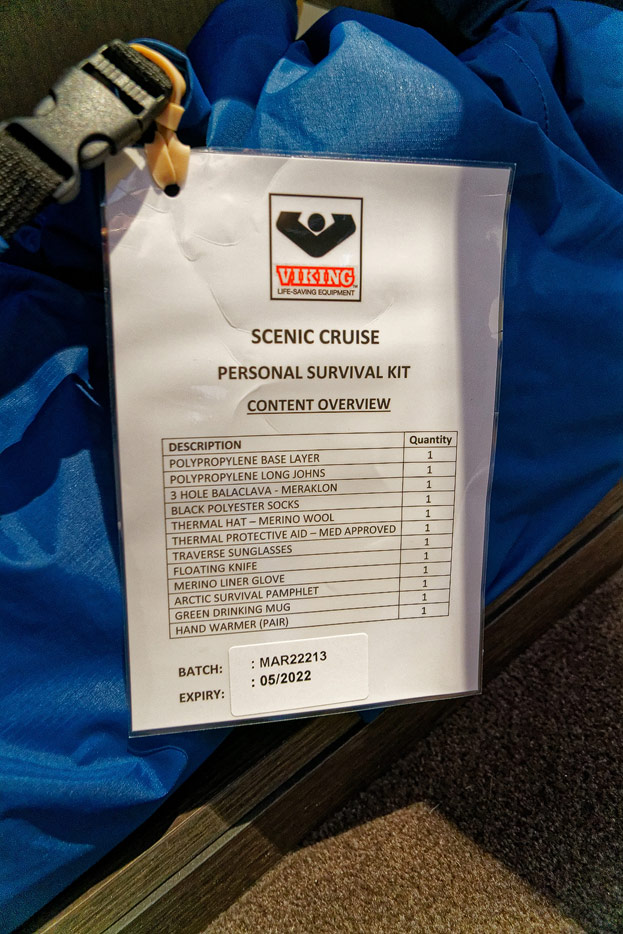 VIKING
LIFE-SAVING EQUIPMENT
SCENIC CRUISE
PERSONAL SURVIVAL KIT
CONTENT OVERVIEW
DESCRIPTION Quantity
POLYPROPYLENE BASE LAYER 1
POLYPROPYLENE LONG JOHNS 1
3 HOLE BALACLAVA - MERAKLON 1
BLACK POLYESTER SOCKS 1
THERMAL HAT – MERINO WOOL 1
THERMAL PROTECTIVE AID – MED APPROVED 1
TRAVERSE SUNGLASSES 1
FLOATING KNIFE 1
MERINO LINER GLOVE 1
ARCTIC SURVIVAL PAMPHLET 1
GREEN DRINKING MUG 1
HAND WARMER (PAIR) 1
BATCH: : MAR22213
EXPIRY: : 05/2022